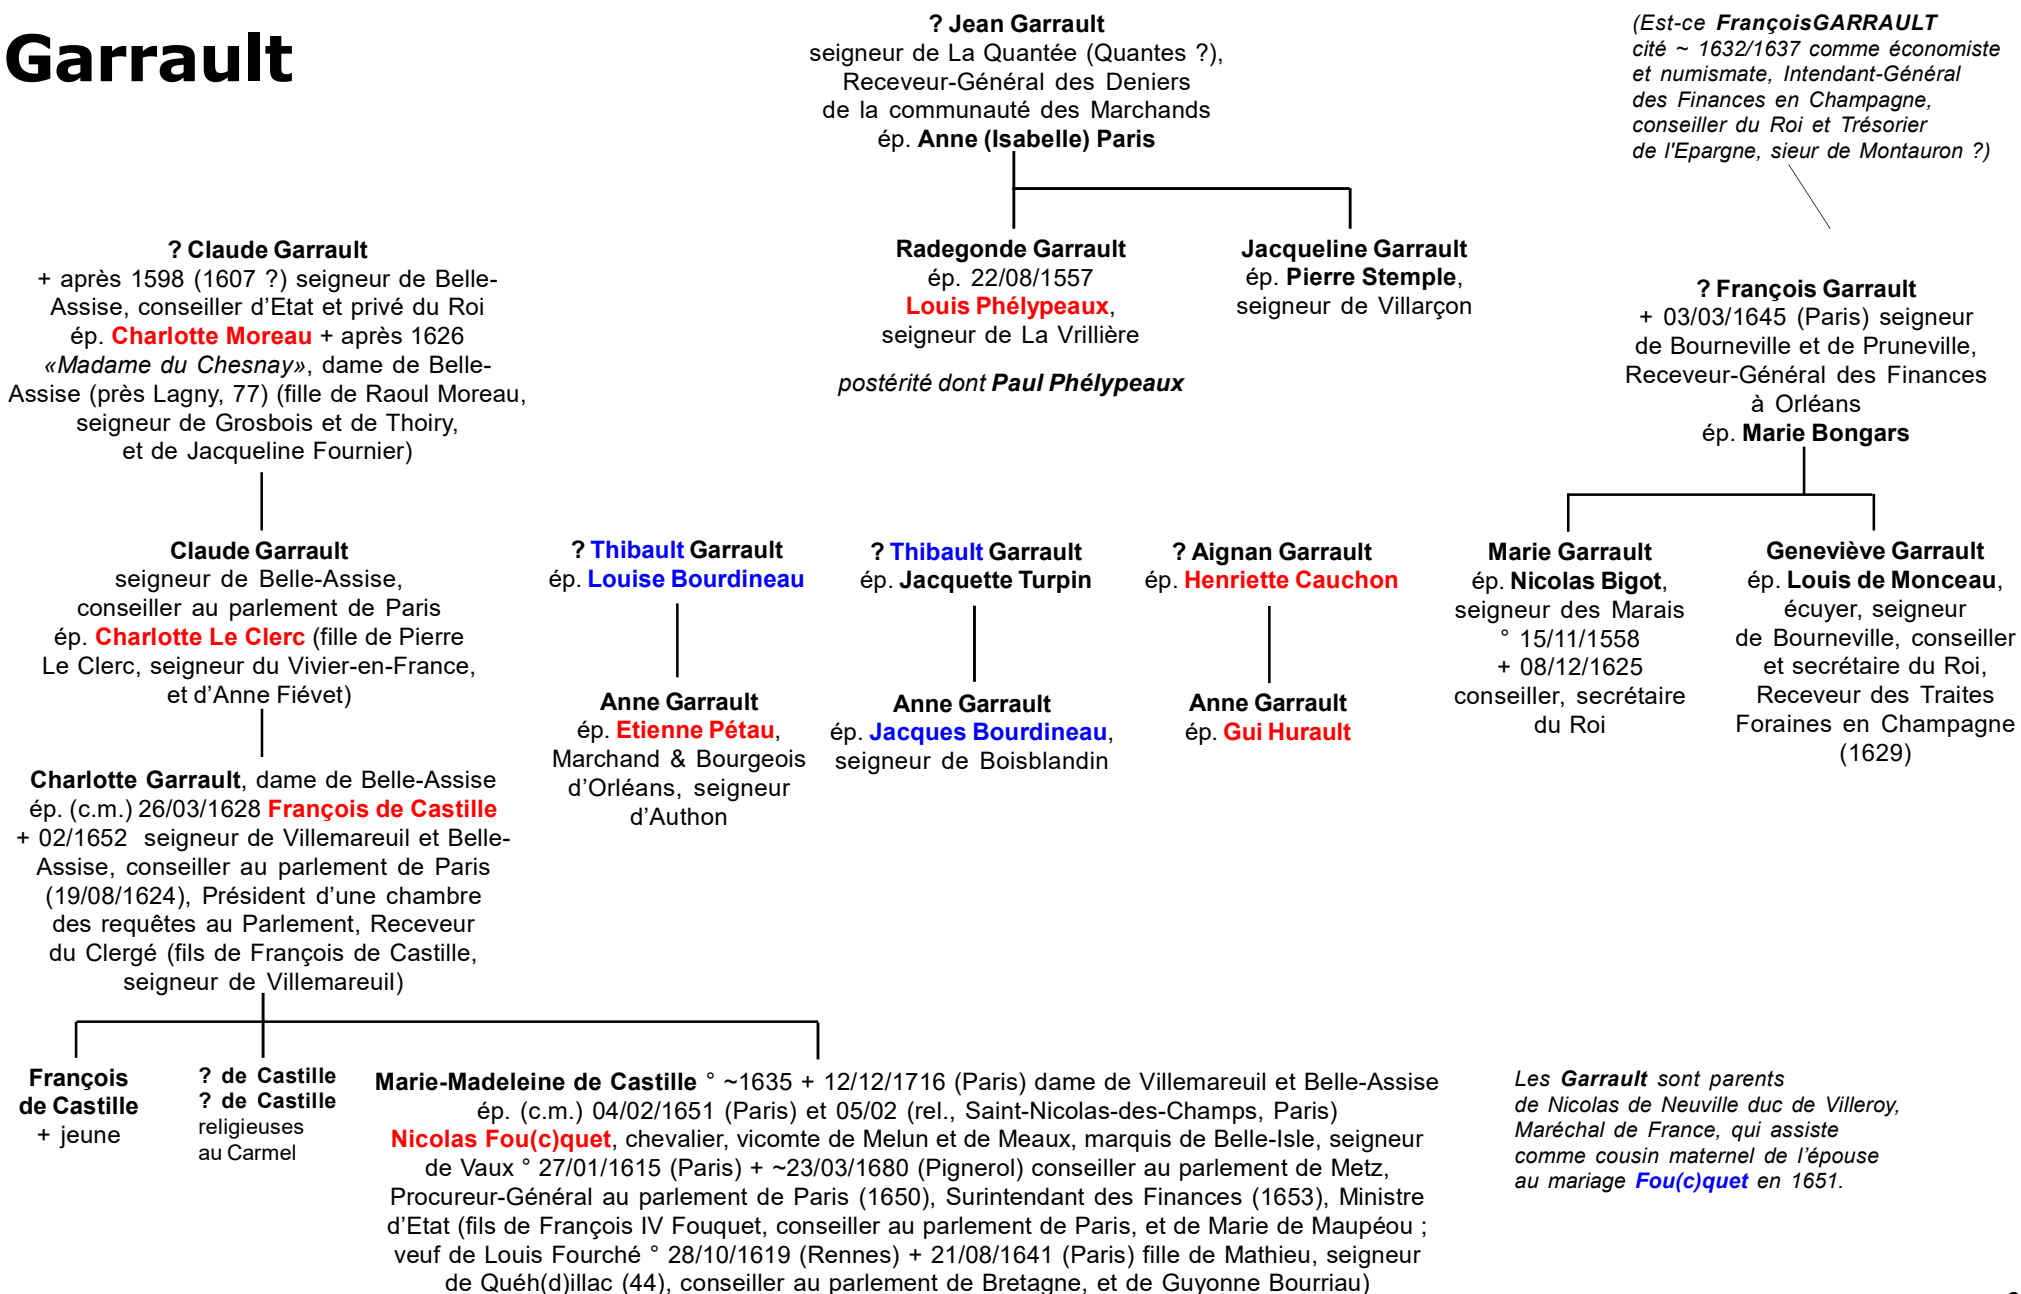 Garrault
? Jean Garrault
seigneur de La Quantée (Quantes ?),
Receveur-Général des Deniers
de la communauté des Marchands
ép. Anne (Isabelle) Paris
(Est-ce FrançoisGARRAULT
cité ~ 1632/1637 comme économiste
et numismate, Intendant-Général
des Finances en Champagne,
conseiller du Roi et Trésorier
de l'Epargne, sieur de Montauron ?)
? Claude Garrault
+ après 1598 (1607 ?) seigneur de Belle-
Assise, conseiller d’Etat et privé du Roi
ép. Charlotte Moreau + après 1626
«Madame du Chesnay», dame de Belle-
Assise (près Lagny, 77) (fille de Raoul Moreau,
seigneur de Grosbois et de Thoiry,
et de Jacqueline Fournier)
Radegonde Garrault
ép. 22/08/1557
Louis Phélypeaux,
seigneur de La Vrillière
postérité dont Paul Phélypeaux
Jacqueline Garrault
ép. Pierre Stemple,
seigneur de Villarçon
? François Garrault
+ 03/03/1645 (Paris) seigneur
de Bourneville et de Pruneville,
Receveur-Général des Finances
à Orléans
ép. Marie Bongars
Claude Garrault
seigneur de Belle-Assise,
conseiller au parlement de Paris
ép. Charlotte Le Clerc (fille de Pierre
Le Clerc, seigneur du Vivier-en-France,
et d’Anne Fiévet)
? Thibault Garrault
ép. Louise Bourdineau
? Thibault Garrault
ép. Jacquette Turpin
? Aignan Garrault
ép. Henriette Cauchon
Marie Garrault
ép. Nicolas Bigot,
seigneur des Marais
° 15/11/1558
+ 08/12/1625
conseiller, secrétaire
du Roi
Geneviève Garrault
ép. Louis de Monceau,
écuyer, seigneur
de Bourneville, conseiller
et secrétaire du Roi,
Receveur des Traites
Foraines en Champagne
(1629)
Anne Garrault
ép. Etienne Pétau,
Marchand & Bourgeois
d’Orléans, seigneur
d’Authon
Anne Garrault
ép. Jacques Bourdineau,
seigneur de Boisblandin
Anne Garrault
ép. Gui Hurault
Charlotte Garrault, dame de Belle-Assise
ép. (c.m.) 26/03/1628 François de Castille
+ 02/1652 seigneur de Villemareuil et Belle-
Assise, conseiller au parlement de Paris
(19/08/1624), Président d’une chambre
des requêtes au Parlement, Receveur
du Clergé (fils de François de Castille,
seigneur de Villemareuil)
François
de Castille
+ jeune
? de Castille
? de Castille
religieuses
au Carmel
Marie-Madeleine de Castille ° ~1635 + 12/12/1716 (Paris) dame de Villemareuil et Belle-Assise
ép. (c.m.) 04/02/1651 (Paris) et 05/02 (rel., Saint-Nicolas-des-Champs, Paris)
Nicolas Fou(c)quet, chevalier, vicomte de Melun et de Meaux, marquis de Belle-Isle, seigneur
de Vaux ° 27/01/1615 (Paris) + ~23/03/1680 (Pignerol) conseiller au parlement de Metz,
Procureur-Général au parlement de Paris (1650), Surintendant des Finances (1653), Ministre
d’Etat (fils de François IV Fouquet, conseiller au parlement de Paris, et de Marie de Maupéou ;
veuf de Louis Fourché ° 28/10/1619 (Rennes) + 21/08/1641 (Paris) fille de Mathieu, seigneur
de Quéh(d)illac (44), conseiller au parlement de Bretagne, et de Guyonne Bourriau)
Les Garrault sont parents
de Nicolas de Neuville duc de Villeroy,
Maréchal de France, qui assiste
comme cousin maternel de l’épouse
au mariage Fou(c)quet en 1651.